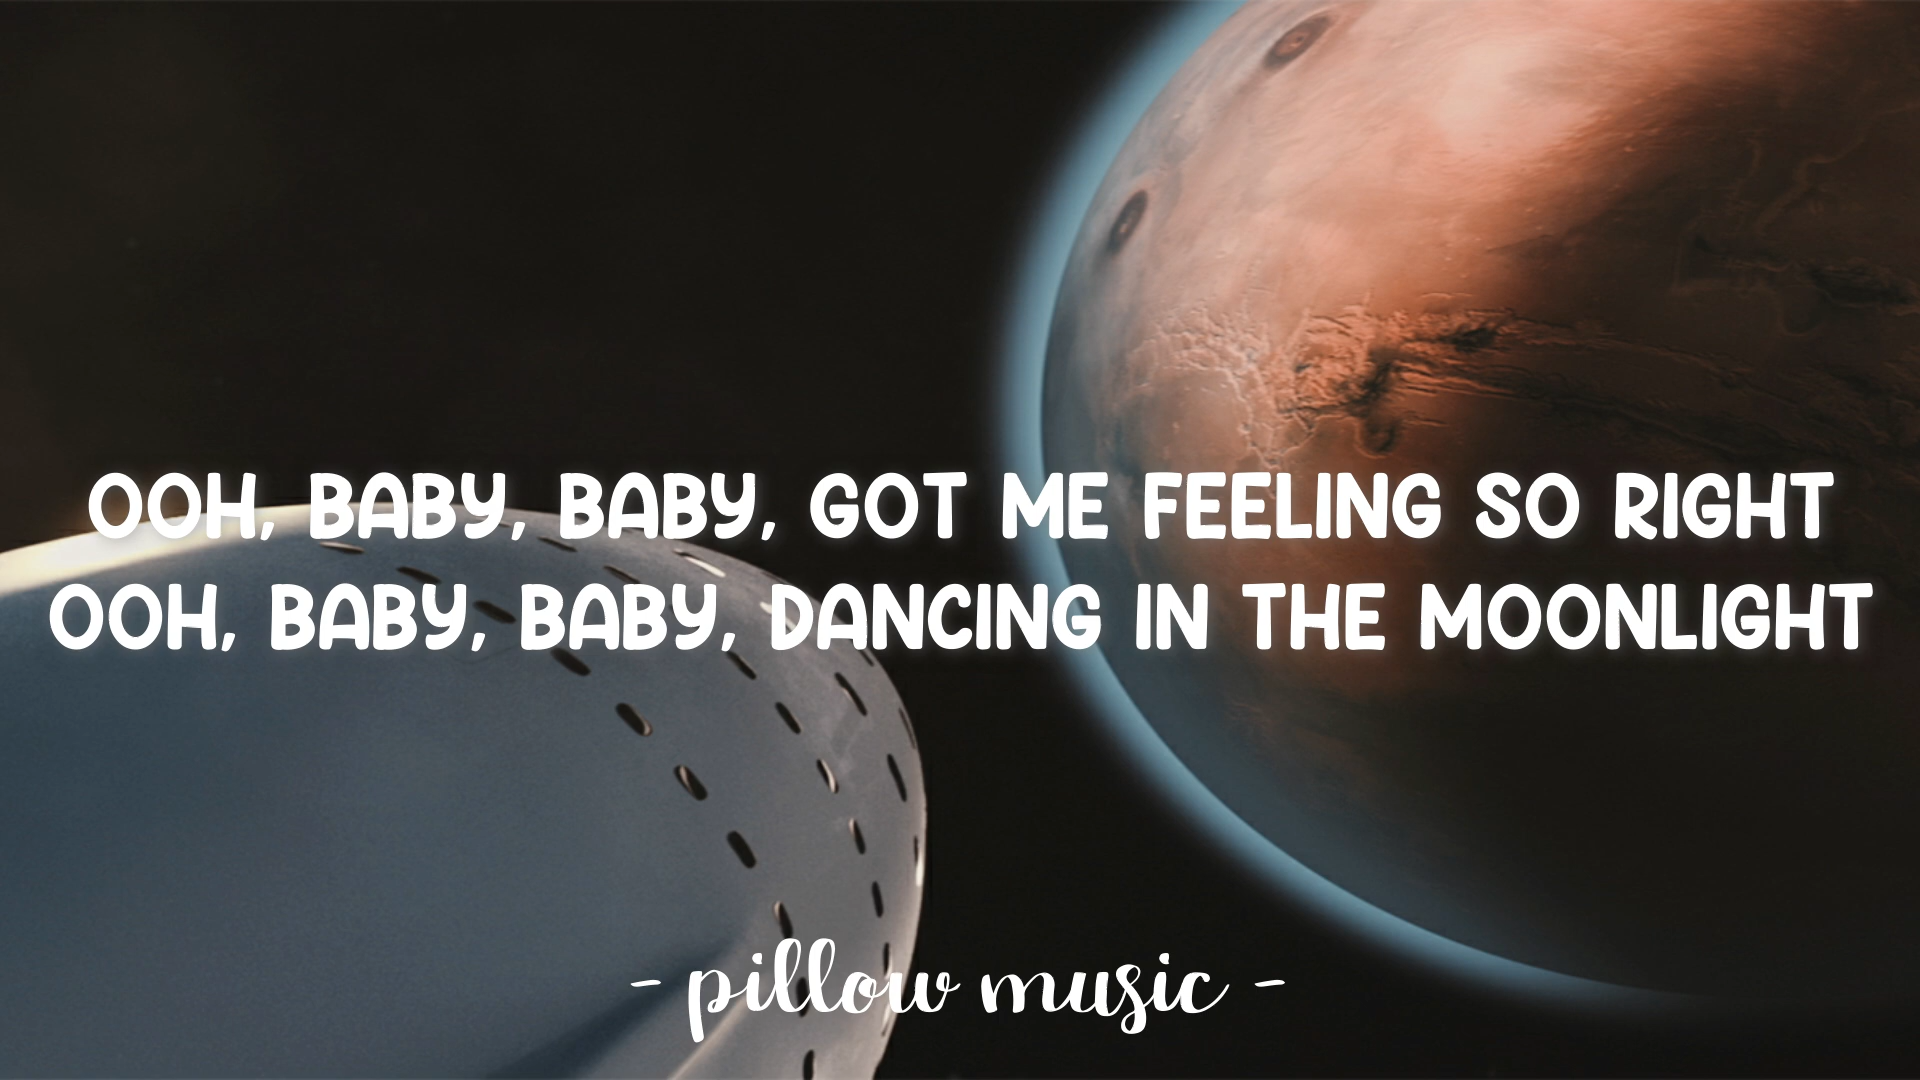 OOH, BABY, BABY, GOT ME FEELING SO RIGHT
OOH, BABY, BABY, DANCING IN THE MOONLIGHT
- pillow music -